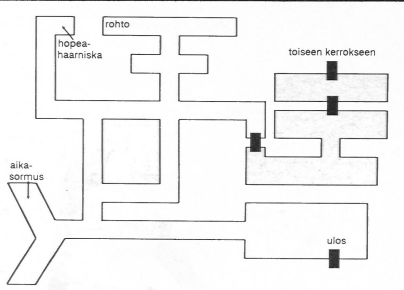 rohto
hopea-
haarniska
toiseen kerrokseen
aika-
sormus
ulos